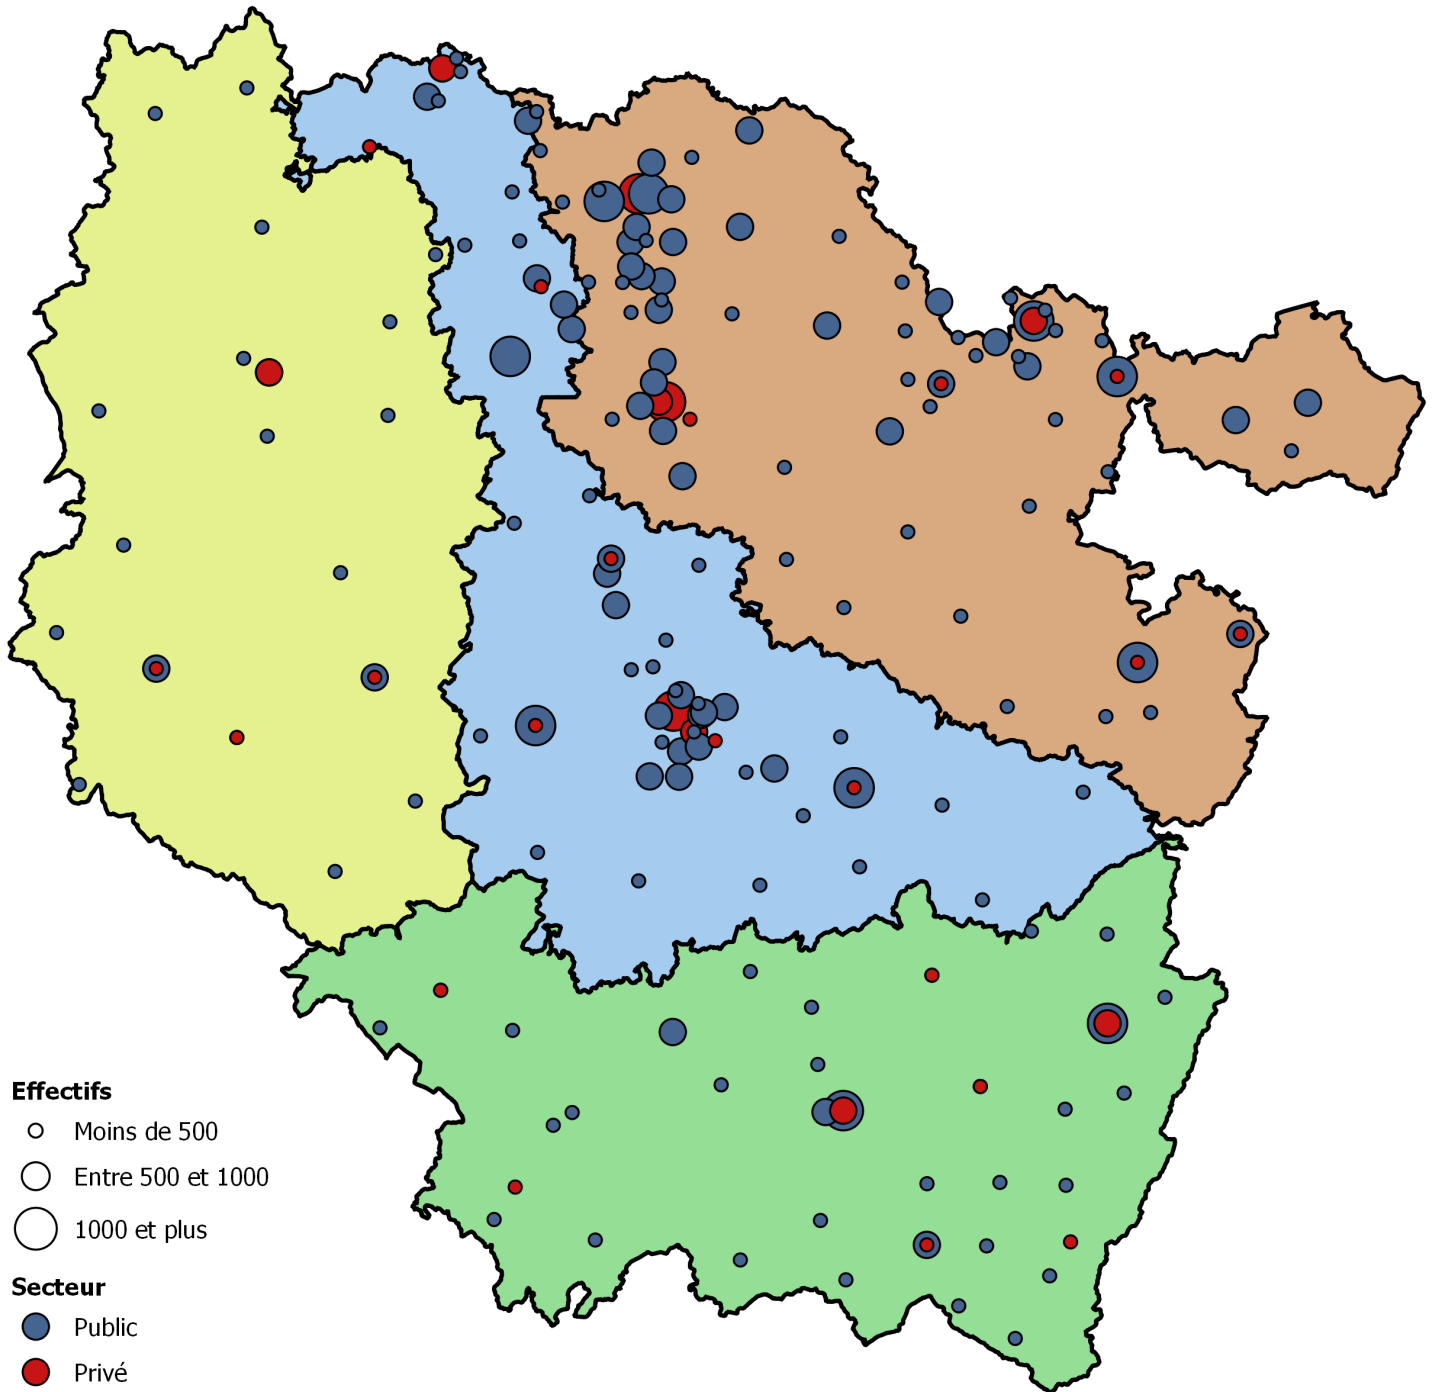 Effectifs
Moins de 500
Entre 500 et 1000
1000 et plus
Secteur
Public
Privé